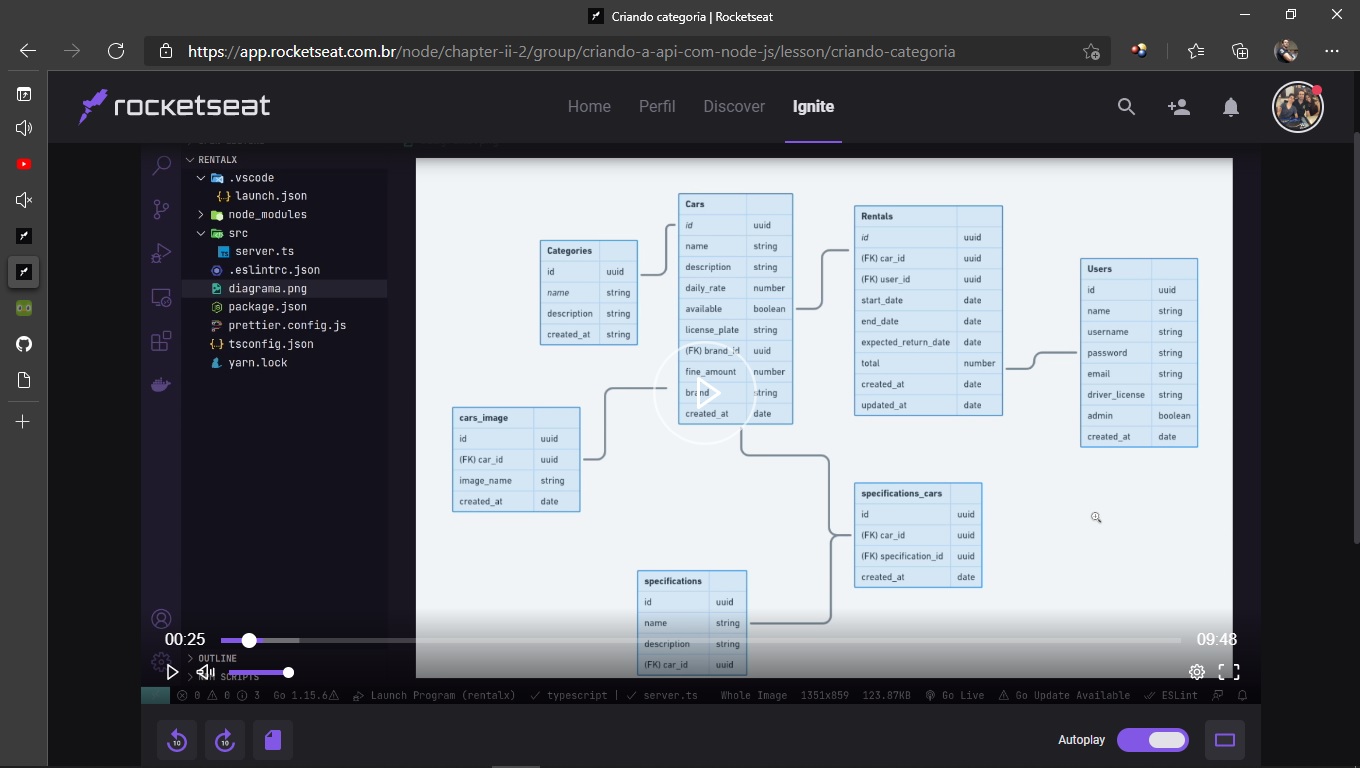 Criando categoria | Rocketseat
https://app.rocketseat.com.br/node/chapter-ii-2/group/criando-a-api-com-node-js/lesson/criando-categoria
rocketseat
Home Perfil Discover Ignite
RENTALX
.vscode
launch.json
node_modules
src
server.ts
.eslintrc.json
diagrama.png
package.json
prettier.config.js
tsconfig.json
yarn.lock
Categories
id uuid
name string
description string
created_at string
Cars
id uuid
name string
description string
daily_rate number
available boolean
license_plate string
(FK) brand_id uuid
fine_amount number
brand string
created_at date
Rentals
id uuid
(FK) car_id uuid
(FK) user_id uuid
start_date date
end_date date
expected_return_date date
total number
created_at date
updated_at date
Users
id uuid
name string
username string
password string
email string
driver_license string
admin boolean
created_at date
cars_image
id uuid
(FK) car_id uuid
image_name string
created_at date
specifications_cars
id uuid
(FK) car_id uuid
(FK) specification_id uuid
created_at date
specifications
id uuid
name string
description string
(FK) car_id uuid
00:25
09:48
OUTLINE
SCRIPTS
0 0 3 Go 1.15.6 Launch Program (rentalx) typescript | server.ts Whole Image 1351x859 123.87KB Go Live Go Update Available ESLint
10 10
Autoplay